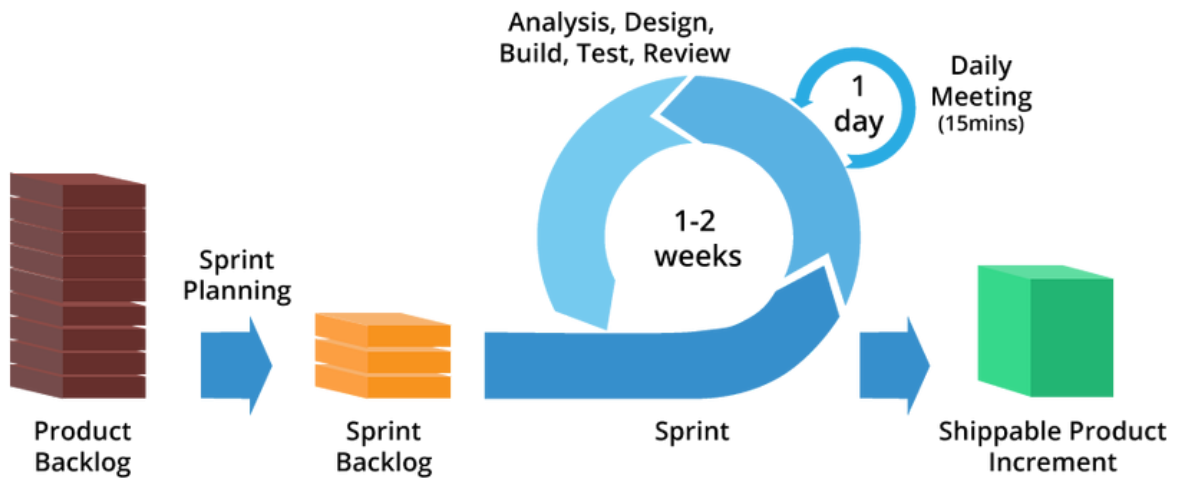 Analysis, Design,
Build, Test, Review
1
day
Daily
Meeting
(15mins)
1-2
weeks
Sprint
Planning
Product
Backlog
Sprint
Backlog
Sprint
Shippable Product
Increment